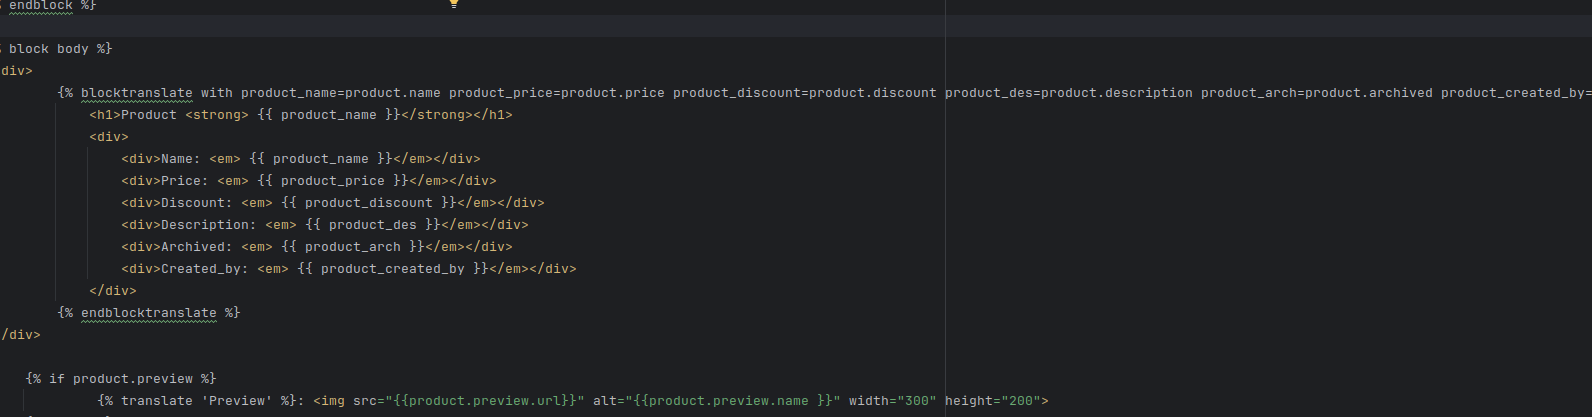 endblock %}
block body %}
div>
{% blocktranslate with product_name=product.name product_price=product.price product_discount=product.discount product_des=product.description product_arch=product.archived product_created_by=
<h1>Product <strong> {{ product_name }}</strong></h1>
<div>
<div>Name: <em> {{ product_name }}</em></div>
<div>Price: <em> {{ product_price }}</em></div>
<div>Discount: <em> {{ product_discount }}</em></div>
<div>Description: <em> {{ product_des }}</em></div>
<div>Archived: <em> {{ product_arch }}</em></div>
<div>Created_by: <em> {{ product_created_by }}</em></div>
</div>
{% endblocktranslate %}
/div>
{% if product.preview %}
{% translate 'Preview' %}: <img src="{{product.preview.url}}" alt="{{product.preview.name }}" width="300" height="200">